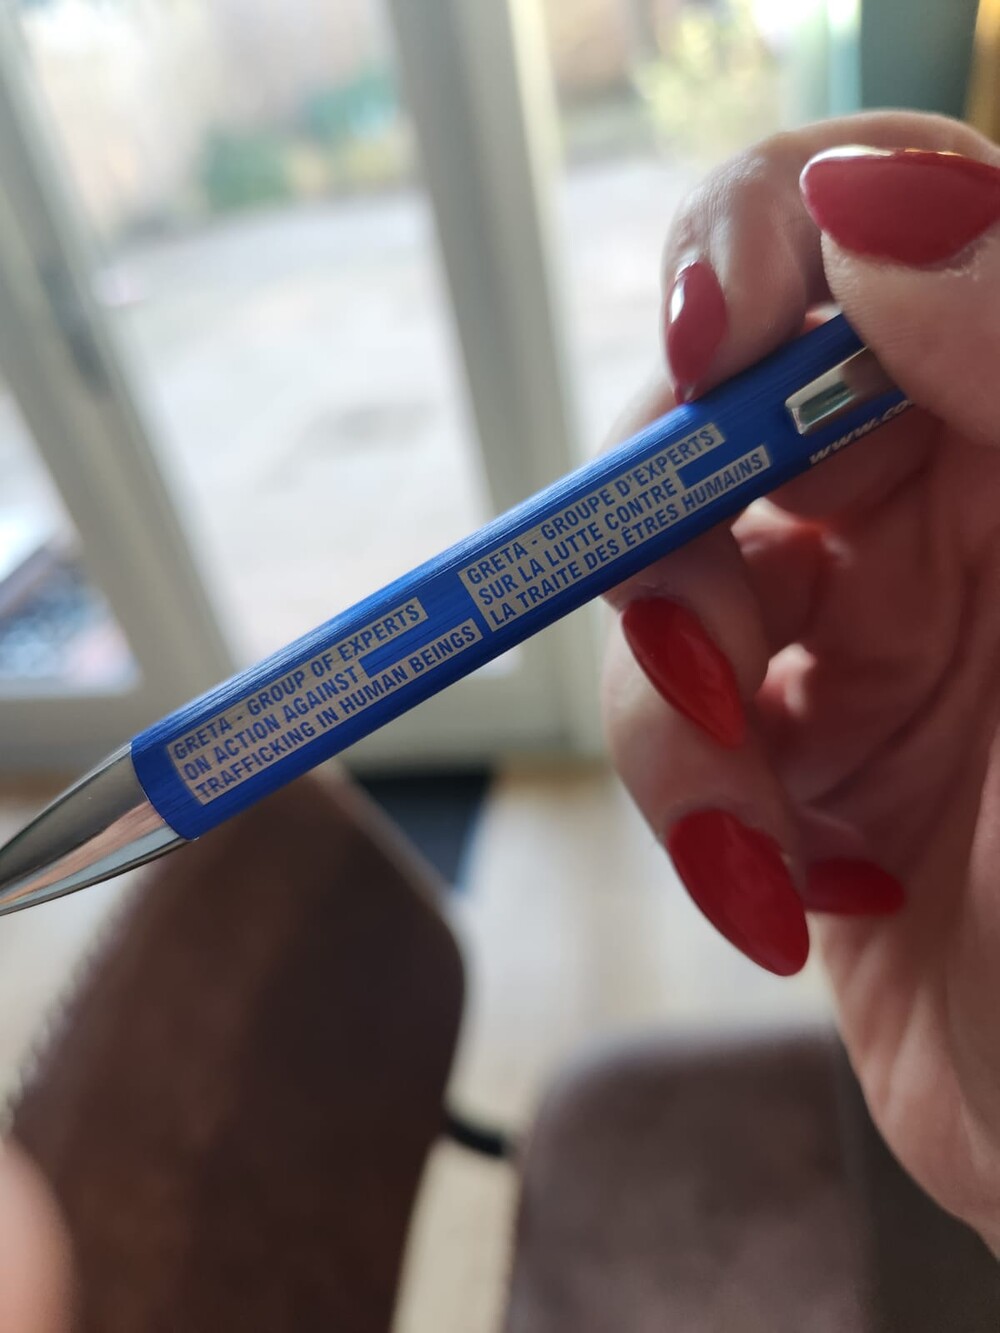 GRETA - GROUP OF EXPERTS
ON ACTION AGAINST
TRAFFICKING IN HUMAN BEINGS
GRETA - GROUPE D'EXPERTS
SUR LA LUTTE CONTRE
LA TRAITE DES ÊTRES HUMAINS